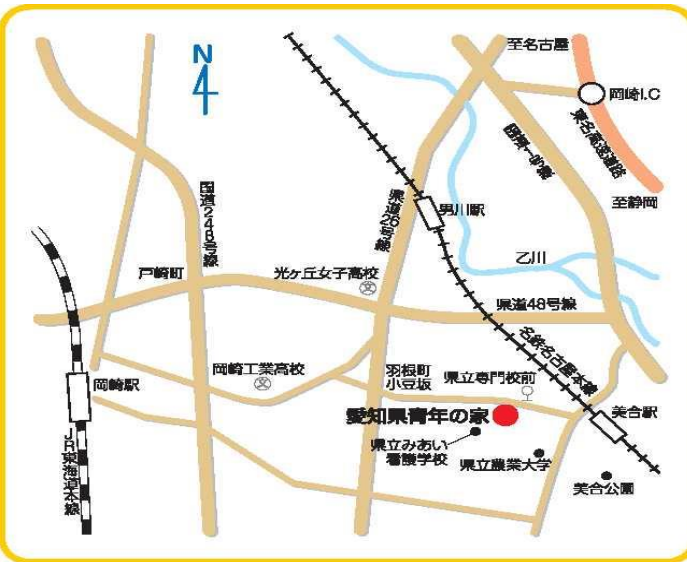 至名古屋
N
岡崎I.C
東名高速道路
国道一号線
至静岡
国道248号線
県道26号線
男川駅
乙川
戸崎町
光ヶ丘女子高校
県道48号線
名鉄名古屋本線
岡崎工業高校
羽根町
小豆坂
県立専門校前
岡崎駅
愛知県青年の家
美合駅
県立みあい
看護学校
県立農業大学
美合公園
JR東海道本線